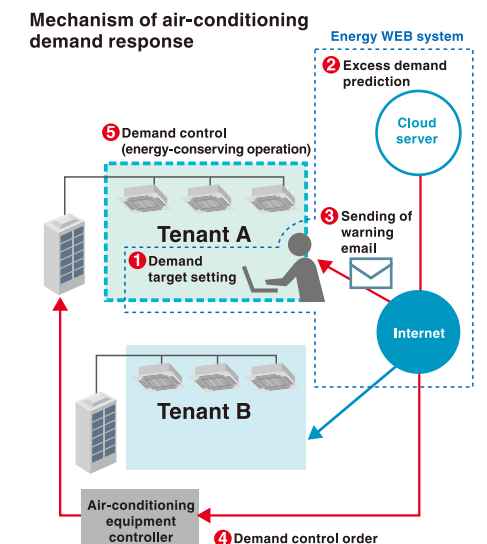 Mechanism of air-conditioning
demand response
Energy WEB system
2 Excess demand
prediction
Cloud
server
5 Demand control
(energy-conserving operation)
Tenant A
3 Sending of
warning
email
1 Demand
target setting
Internet
Tenant B
Air-conditioning
equipment
controller
4 Demand control order